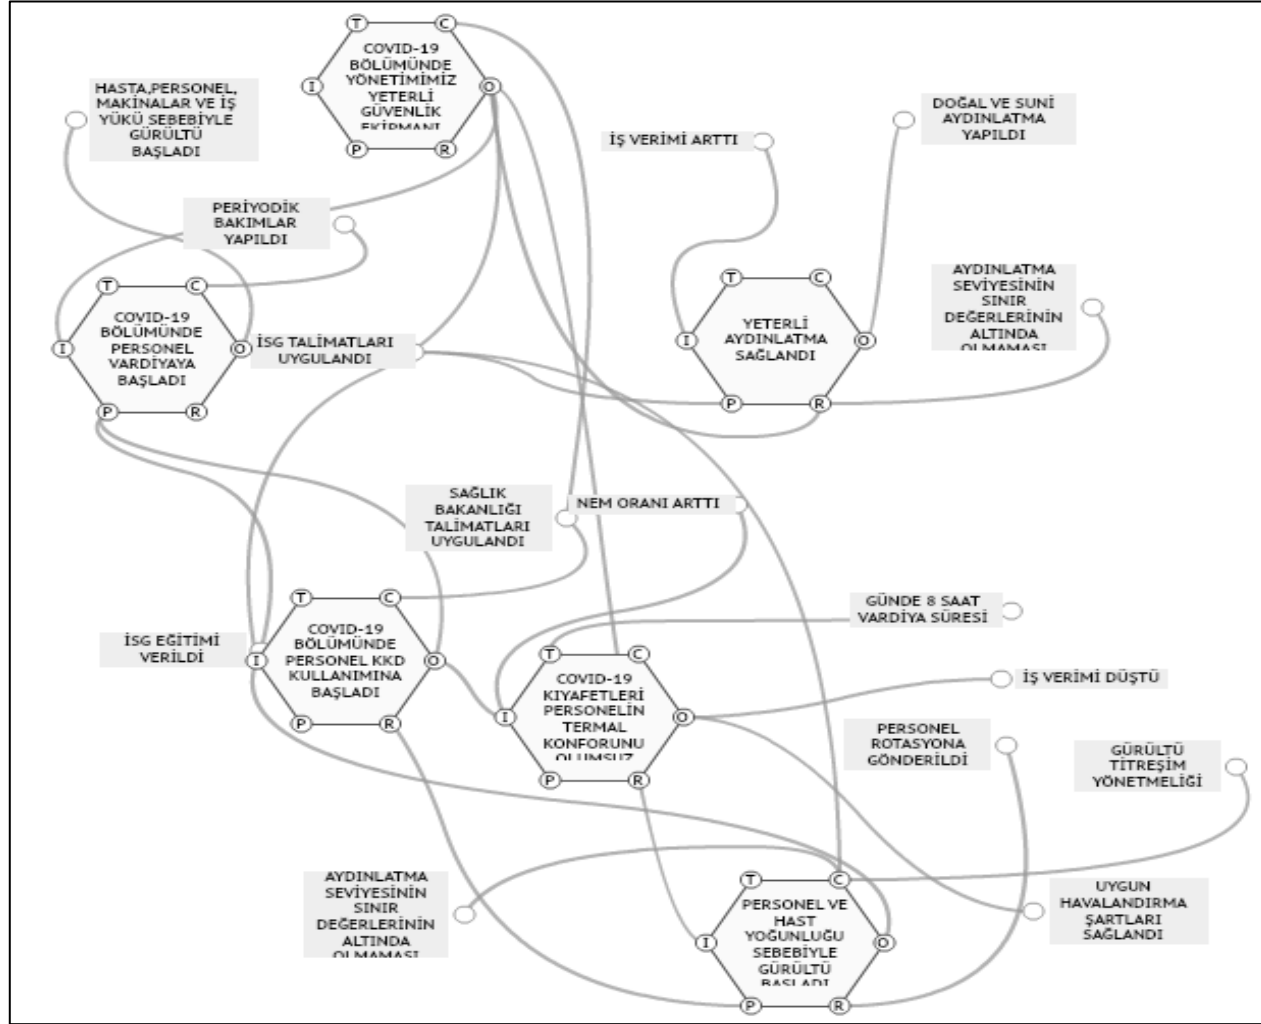 T
C
COVID-19
BÖLÜMÜNDE
YÖNETİMİMİZ
YETERLİ
GÜVENLİK
EKİPMANI
I
O
P
R
HASTA,PERSONEL,
MAKİNALAR VE İŞ
YÜKÜ SEBEBİYLE
GÜRÜLTÜ
BAŞLADI
İŞ VERİMİ ARTTI
DOĞAL VE SUNİ
AYDINLATMA
YAPILDI
PERİYODİK
BAKIMLAR
YAPILDI
T
C
COVID-19
BÖLÜMÜNDE
PERSONEL
VARDİYAYA
BAŞLADI
I
O
P
R
İSG TALİMATLARI
UYGULANDI
T
C
YETERLİ
AYDINLATMA
SAĞLANDI
I
O
P
R
AYDINLATMA
SEVİYESİNİN
SINIR
DEĞERLERİNİN
ALTINDA
OLMAMASI
SAĞLIK
BAKANLIĞI
TALİMATLARI
UYGULANDI
NEM ORANI ARTTI
GÜNDE 8 SAAT
VARDİYA SÜRESİ
İSG EĞİTİMİ
VERİLDİ
T
C
COVID-19
BÖLÜMÜNDE
PERSONEL KKD
KULLANIMINA
BAŞLADI
I
O
P
R
T
C
COVID-19
KIYAFETLERİ
PERSONELİN
TERMAL
KONFORUNU
OLUMSUZ
I
O
P
R
İŞ VERİMİ DÜŞTÜ
PERSONEL
ROTASYONA
GÖNDERİLDİ
GÜRÜLTÜ
TİTREŞİM
YÖNETMELİĞİ
AYDINLATMA
SEVİYESİNİN
SINIR
DEĞERLERİNİN
ALTINDA
OLMAMASI
T
C
PERSONEL VE
HAST
YOĞUNLUĞU
SEBEBİYLE
GÜRÜLTÜ
BAŞLADI
I
O
P
R
UYGUN
HAVALANDIRMA
ŞARTLARI
SAĞLANDI